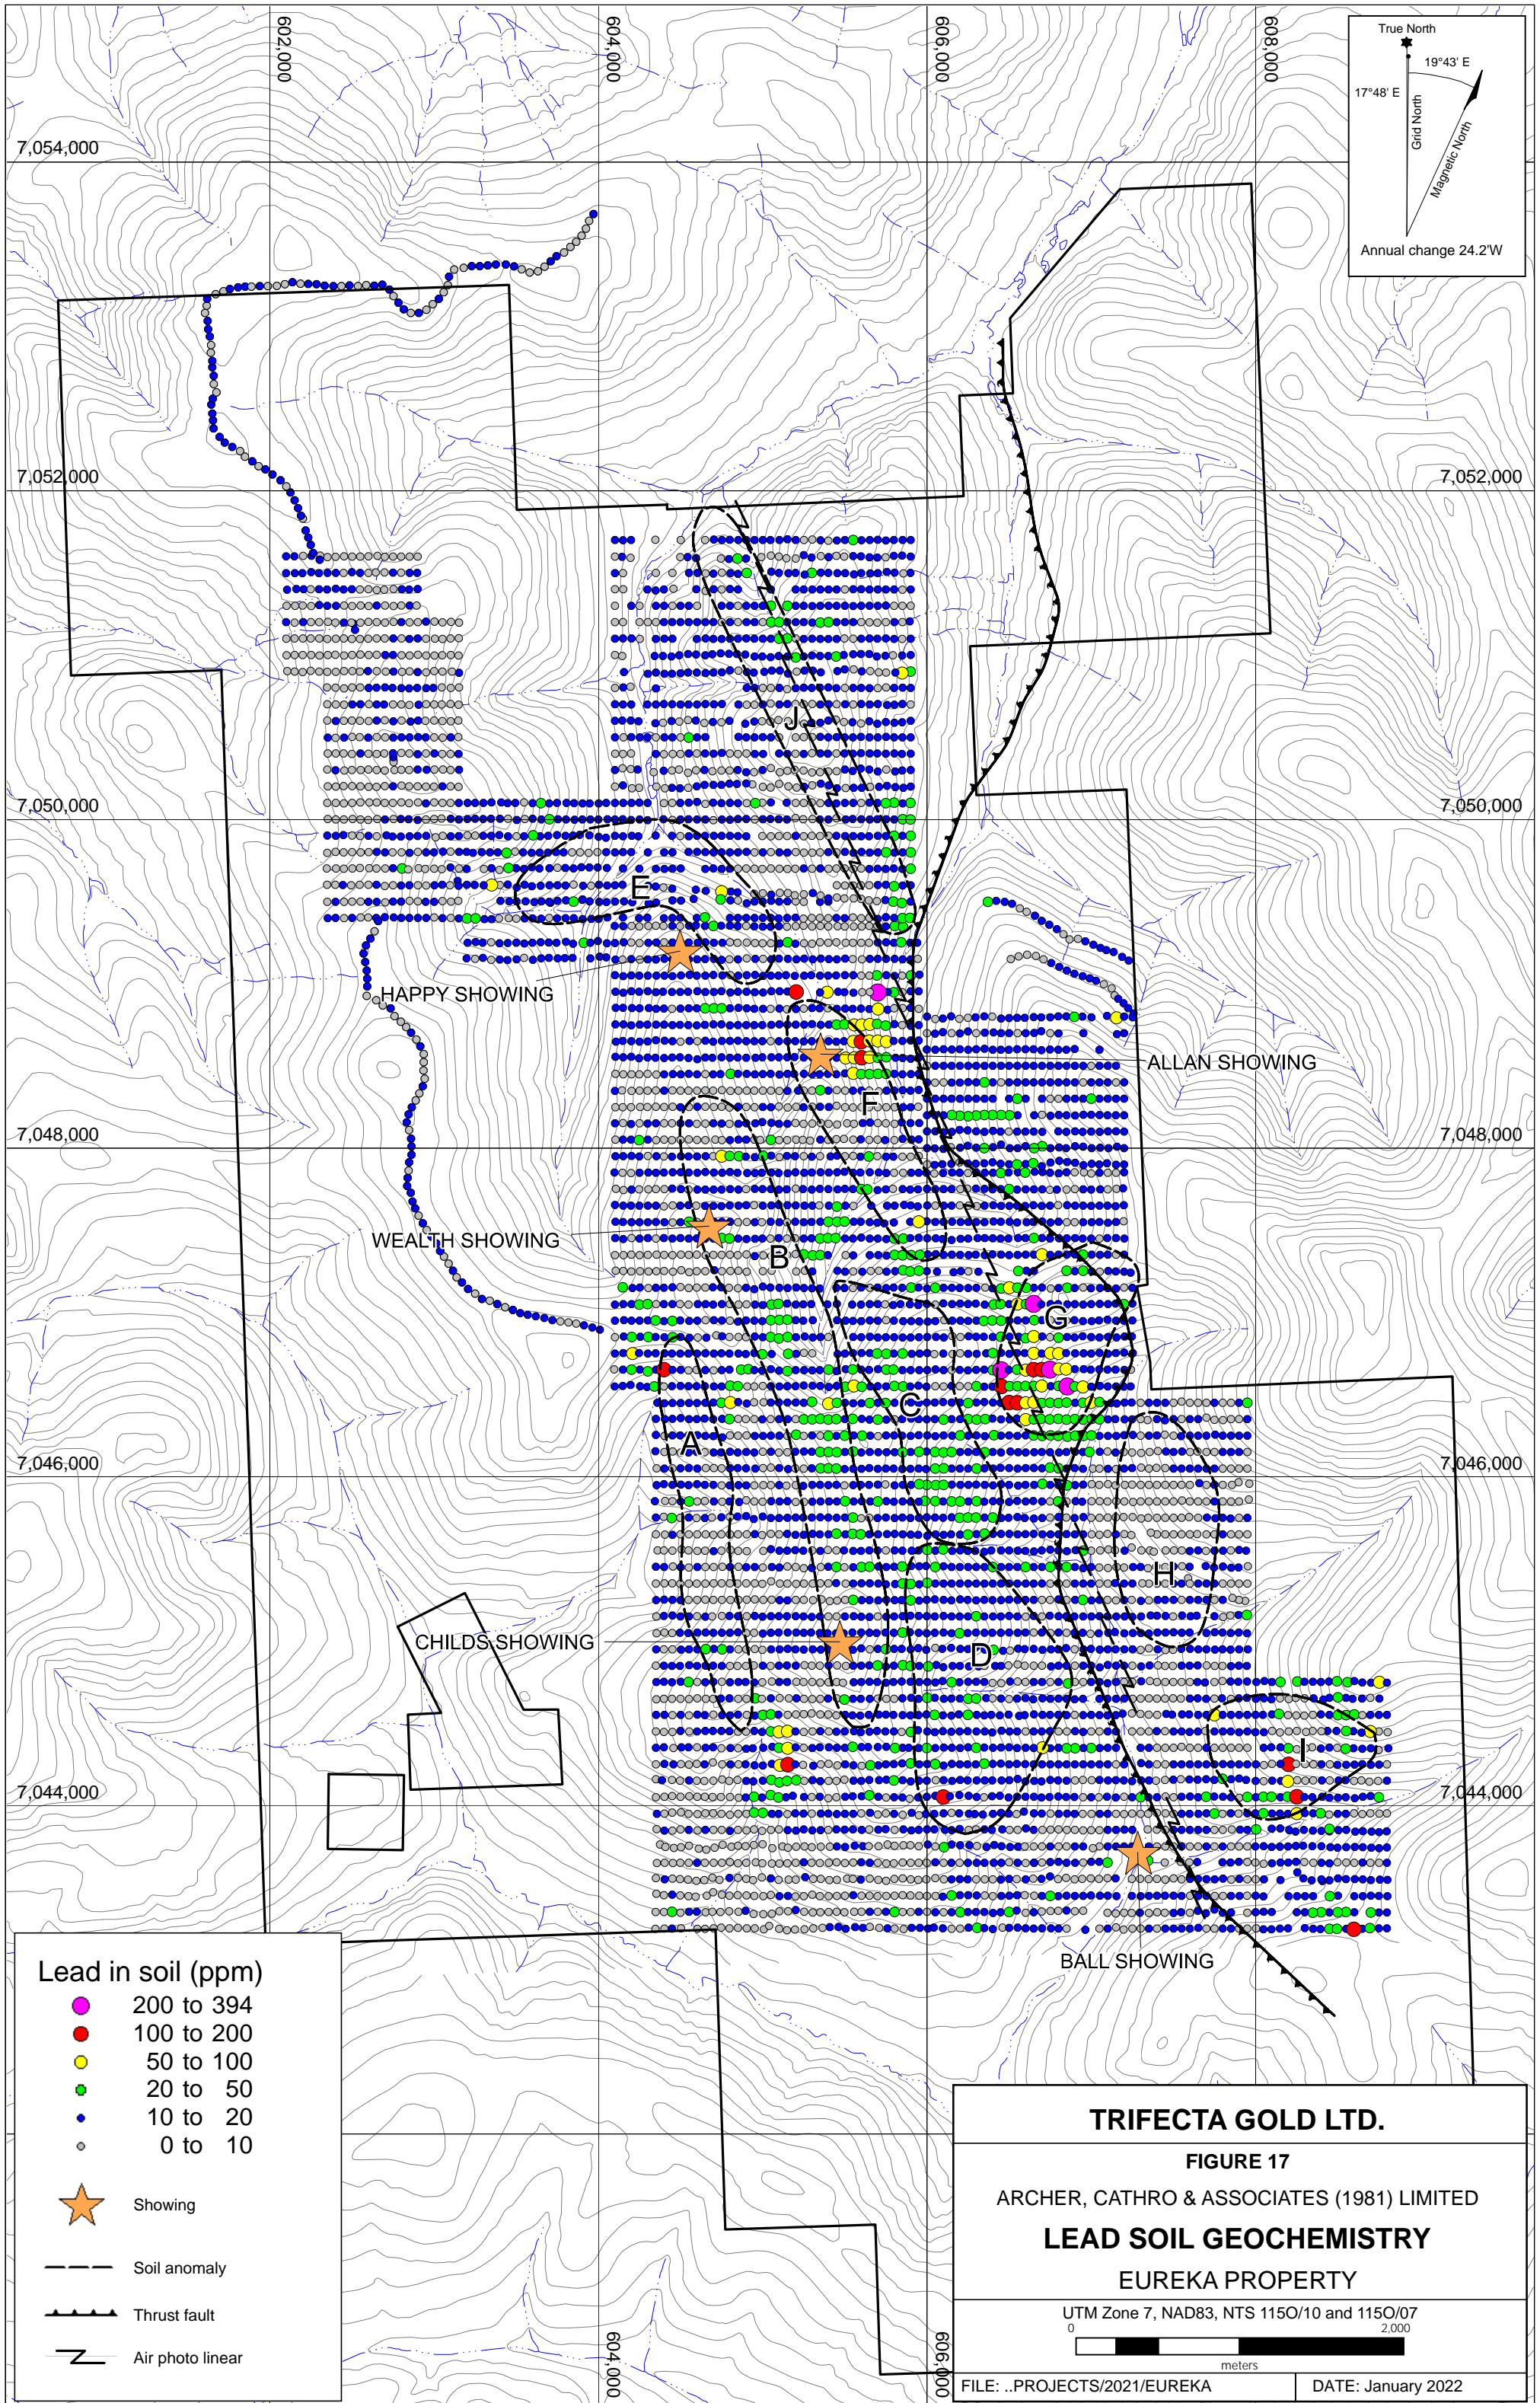 602,000
604,000
606,000
608,000
True North
19°43' E
17°48' E
Grid North
Magnetic North
Annual change 24.2'W
7,054,000
7,052,000
7,052,000
J
7,050,000
7,050,000
E
HAPPY SHOWING
ALLAN SHOWING
F
7,048,000
7,048,000
WEALTH SHOWING
B
G
C
A
7,046,000
7,046,000
H
CHILDS SHOWING
D
I
7,044,000
7,044,000
BALL SHOWING
Lead in soil (ppm)
200 to 394
100 to 200
50 to 100
20 to 50
10 to 20
0 to 10
Showing
Soil anomaly
Thrust fault
Air photo linear
604,000
606,000
TRIFECTA GOLD LTD.
FIGURE 17
ARCHER, CATHRO & ASSOCIATES (1981) LIMITED
LEAD SOIL GEOCHEMISTRY
EUREKA PROPERTY
UTM Zone 7, NAD83, NTS 115O/10 and 115O/07
0 2,000
meters
FILE: ..PROJECTS/2021/EUREKA
DATE: January 2022